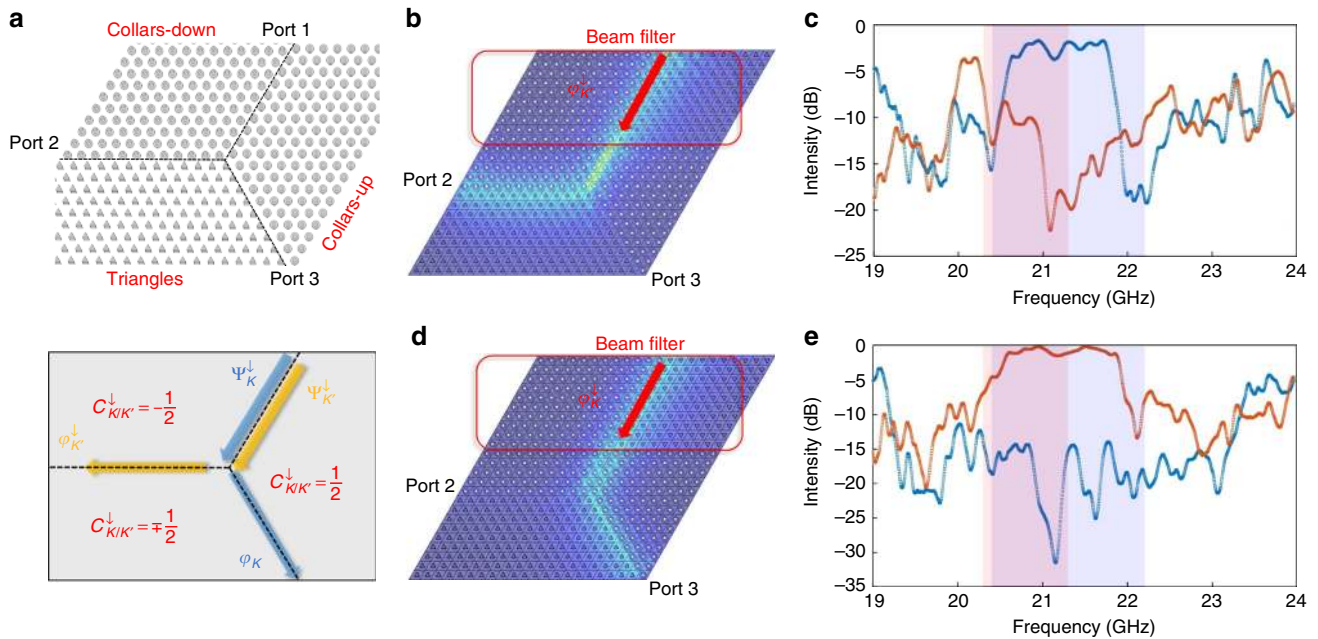 a
Collars-down
Port 1
Port 2
Collars-up
Triangles
Port 3
Ψ↓K
Ψ↓K′
C↓K/K′ = −1/2
φ↓K′
C↓K/K′ = 1/2
C↓K/K′ = ∓1/2
φK
b
Beam filter
φ↓K′
Port 2
Port 3
c
0
−5
−10
−15
−20
−25
Intensity (dB)
19 20 21 22 23 24
Frequency (GHz)
d
Beam filter
φ↓K
Port 2
Port 3
e
0
−5
−10
−15
−20
−25
−30
−35
Intensity (dB)
19 20 21 22 23 24
Frequency (GHz)